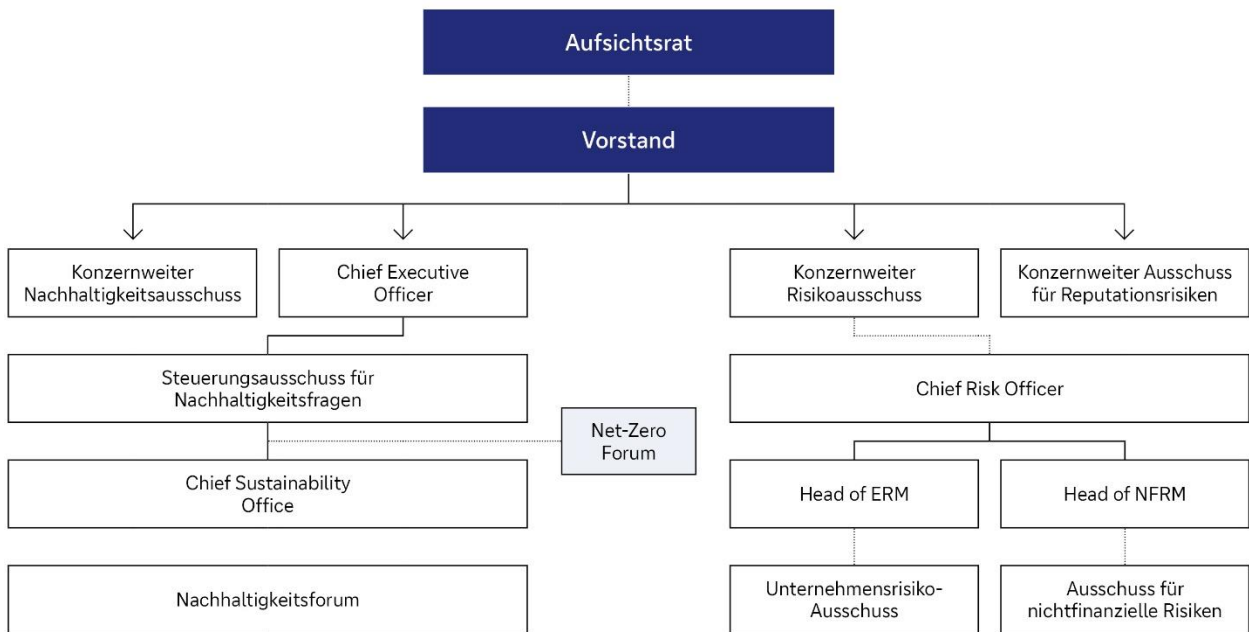 Aufsichtsrat
Vorstand
Konzernweiter
Nachhaltigkeitsausschuss
Chief Executive
Officer
Konzernweiter
Risikoausschuss
Konzernweiter Ausschuss
für Reputationsrisiken
Steuerungsausschuss für
Nachhaltigkeitsfragen
Chief Risk Officer
Net-Zero
Forum
Chief Sustainability
Office
Head of ERM
Head of NFRM
Nachhaltigkeitsforum
Unternehmensrisiko-
Ausschuss
Ausschuss für
nichtfinanzielle Risiken